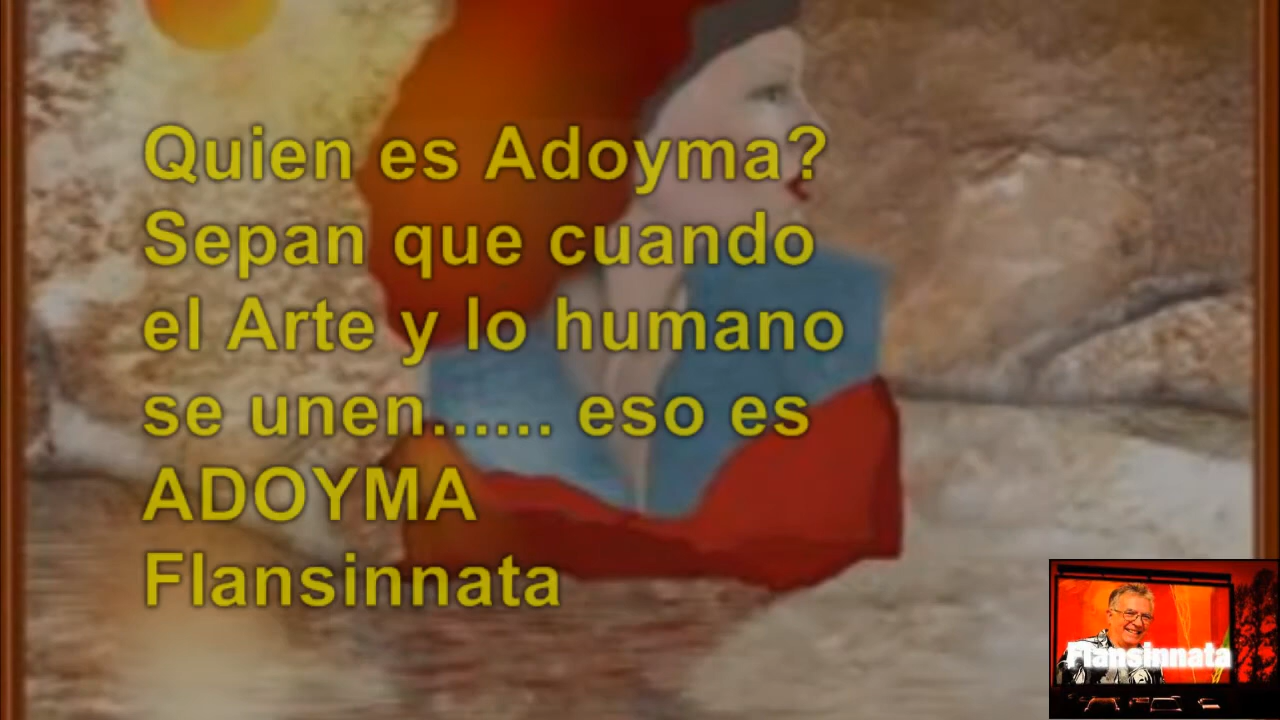 Quien es Adoyma?
Sepan que cuando
el Arte y lo humano
se unen...... eso es
ADOYMA
Flansinnata
Flansinnata